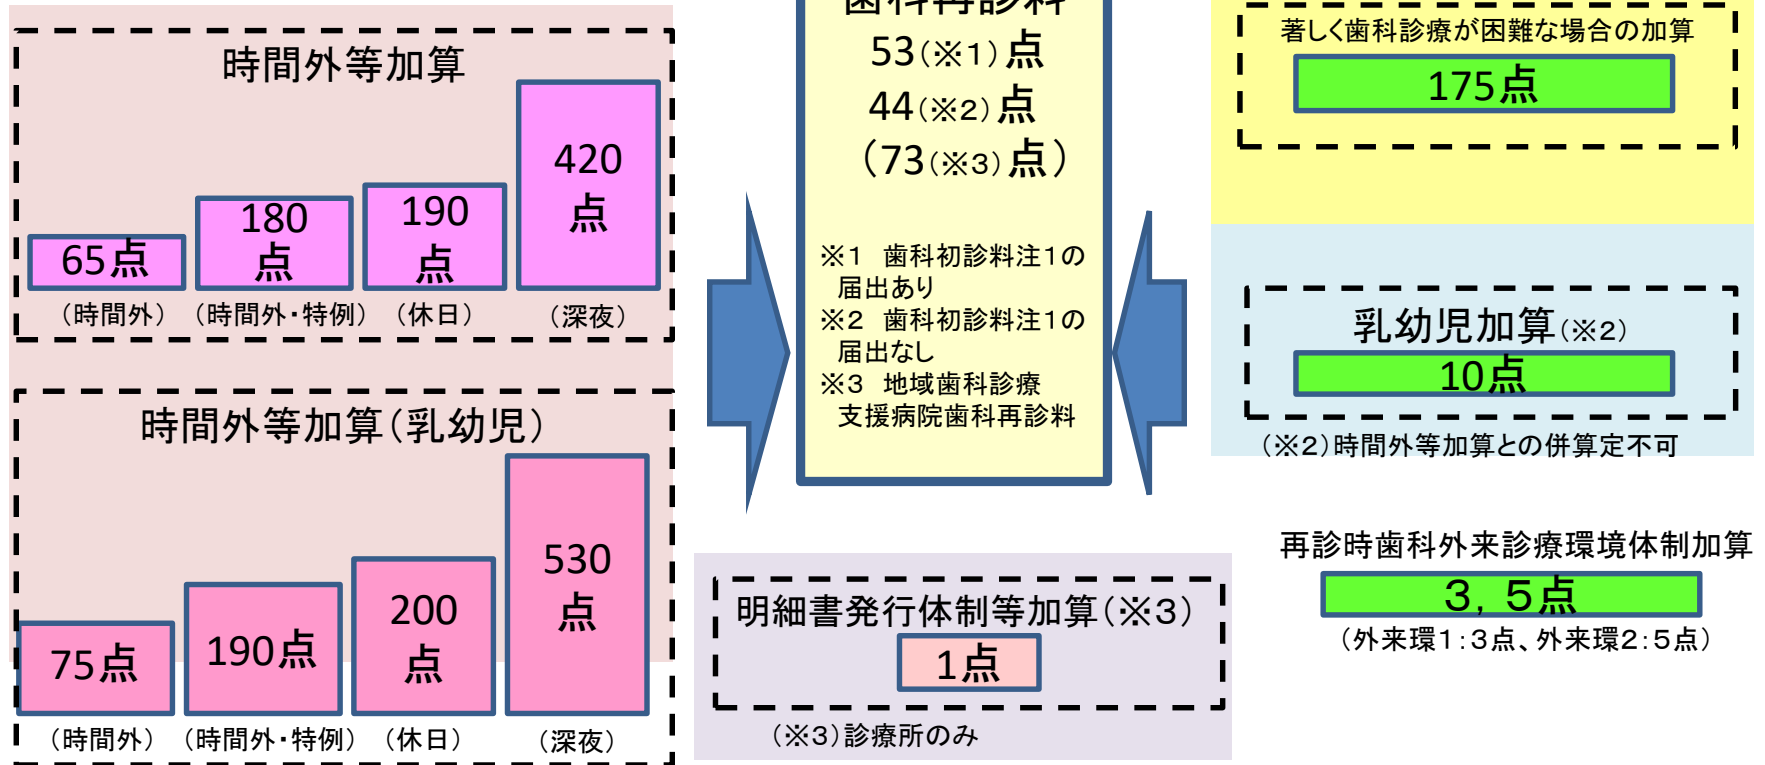 時間外等加算
65点
180
点
190
点
420
点
（時間外）
（時間外・特例）
（休日）
（深夜）
時間外等加算（乳幼児）
75点
190点
200
点
530
点
（時間外）
（時間外・特例）
（休日）
（深夜）
歯科再診料
53（※1）点
44（※2）点
（73（※3）点）
※1　歯科初診料注1の
届出あり
※2　歯科初診料注1の
届出なし
※3　地域歯科診療
支援病院歯科再診料
明細書発行体制等加算（※3）
1点
（※3）診療所のみ
著しく歯科診療が困難な場合の加算
175点
乳幼児加算（※2）
10点
（※2）時間外等加算との併算定不可
再診時歯科外来診療環境体制加算
3，5点
（外来環1：3点、外来環2：5点）